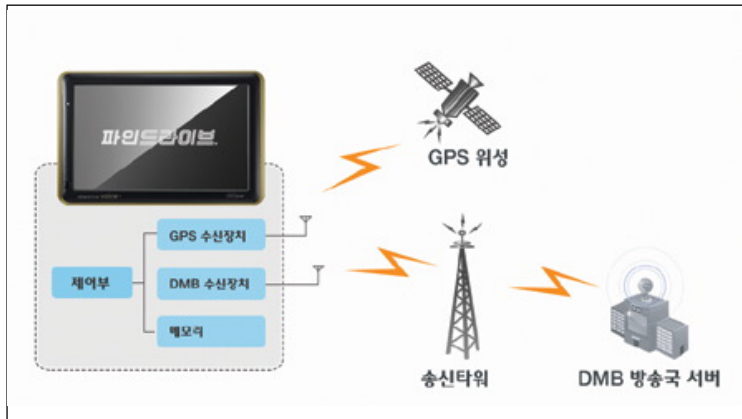 파인드라이브
GPS 위성
GPS 수신장치
제어부
DMB 수신장치
메모리
송신타워
DMB 방송국 서버